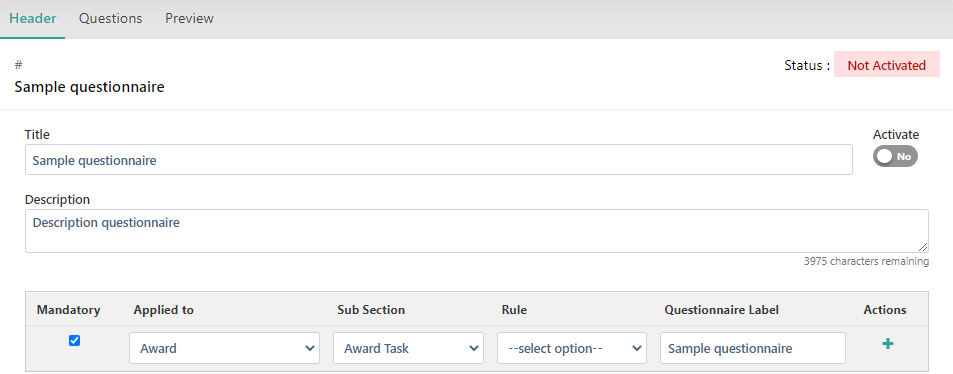 Header Questions Preview
#
Status : Not Activated
Sample questionnaire
Title Activate
Sample questionnaire No
Description
Description questionnaire
3975 characters remaining
Mandatory Applied to Sub Section Rule Questionnaire Label Actions
Award Award Task --select option-- Sample questionnaire +